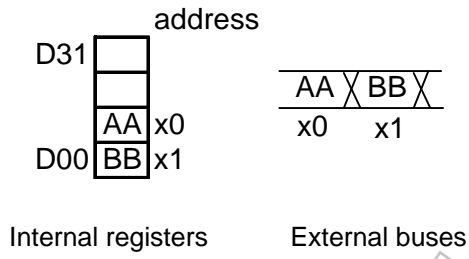 address
D31
AA BB
AA x0
x0 x1
D00 BB x1
Internal registers External buses